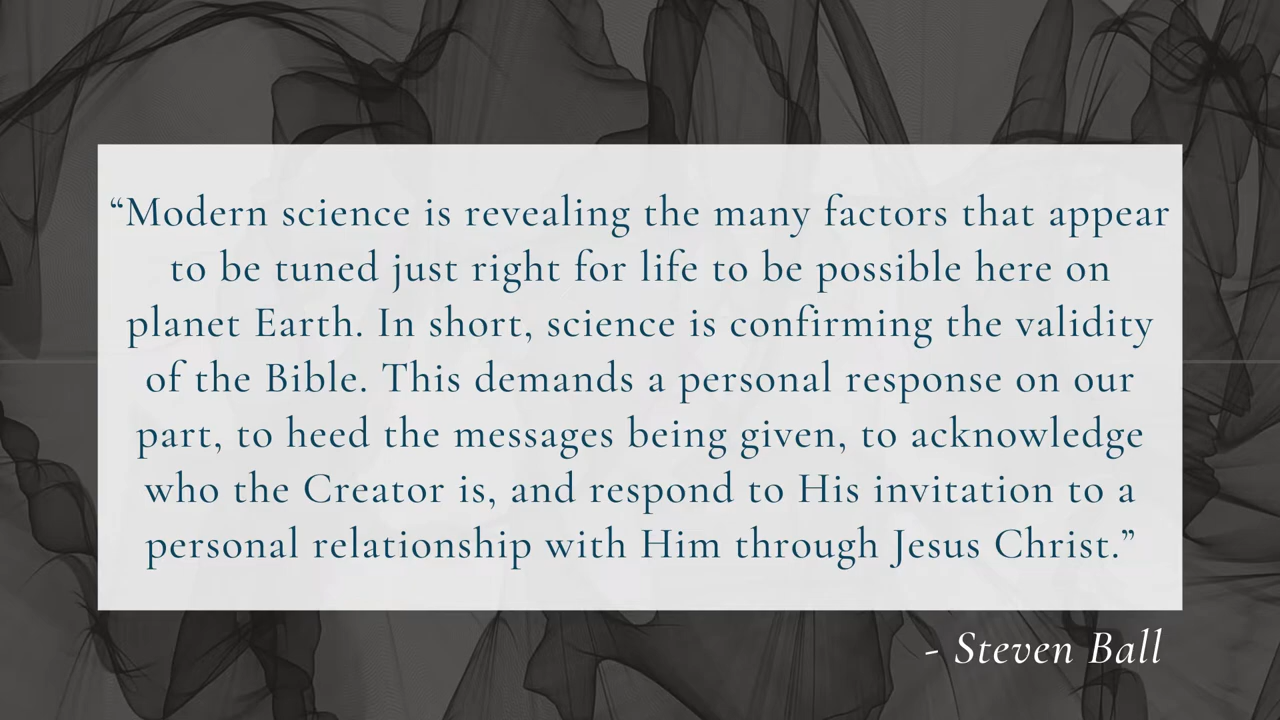 “Modern science is revealing the many factors that appear
to be tuned just right for life to be possible here on
planet Earth. In short, science is confirming the validity
of the Bible. This demands a personal response on our
part, to heed the messages being given, to acknowledge
who the Creator is, and respond to His invitation to a
personal relationship with Him through Jesus Christ.”
- Steven Ball